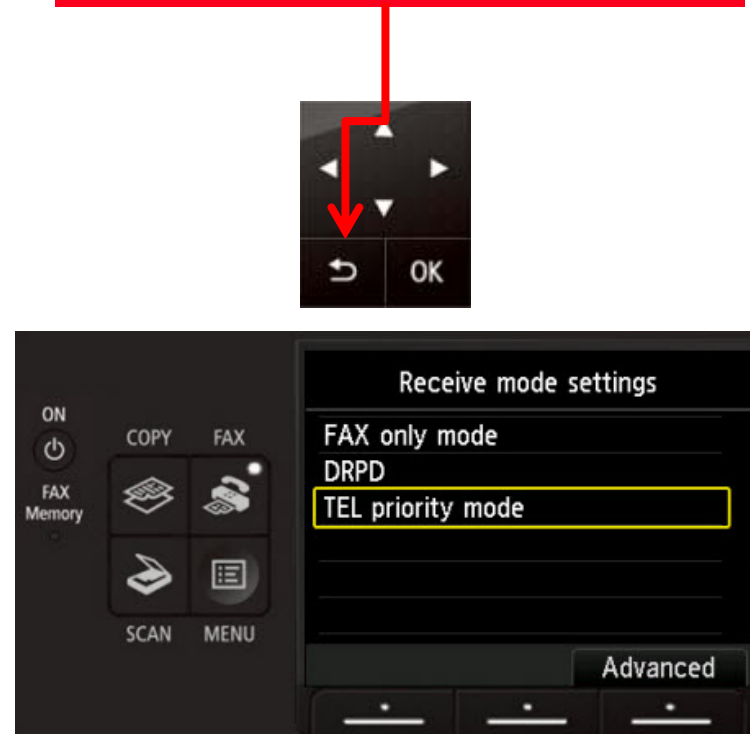 OK
Receive mode settings
ON
COPY FAX
FAX only mode
DRPD
FAX
Memory
TEL priority mode
SCAN MENU
Advanced